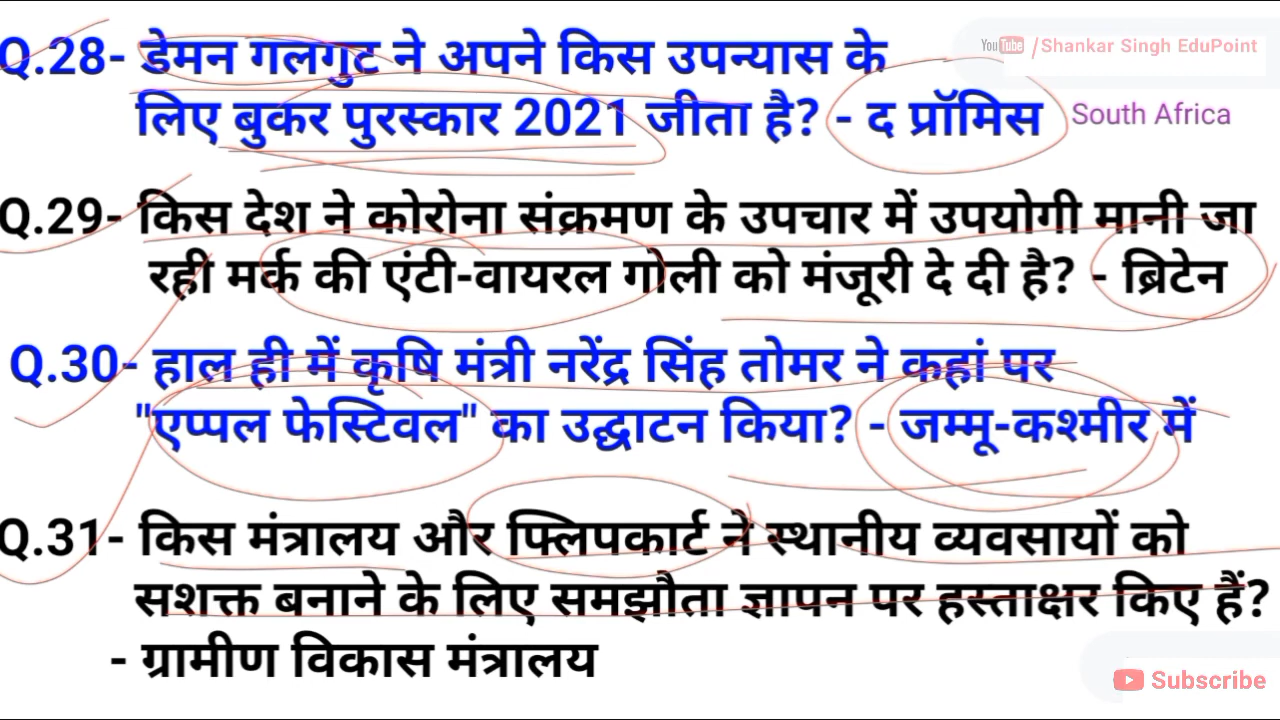 Q.28- डेमन गलगुट ने अपने किस उपन्यास के
लिए बुकर पुरस्कार 2021 जीता है? - द प्रॉमिस
YouTube /Shankar Singh EduPoint
South Africa
Q.29- किस देश ने कोरोना संक्रमण के उपचार में उपयोगी मानी जा
रही मर्क की एंटी-वायरल गोली को मंजूरी दे दी है? - ब्रिटेन
Q.30- हाल ही में कृषि मंत्री नरेंद्र सिंह तोमर ने कहां पर
"एप्पल फेस्टिवल" का उद्घाटन किया? - जम्मू-कश्मीर में
Q.31- किस मंत्रालय और फ्लिपकार्ट ने स्थानीय व्यवसायों को
सशक्त बनाने के लिए समझौता ज्ञापन पर हस्ताक्षर किए हैं?
- ग्रामीण विकास मंत्रालय
Subscribe